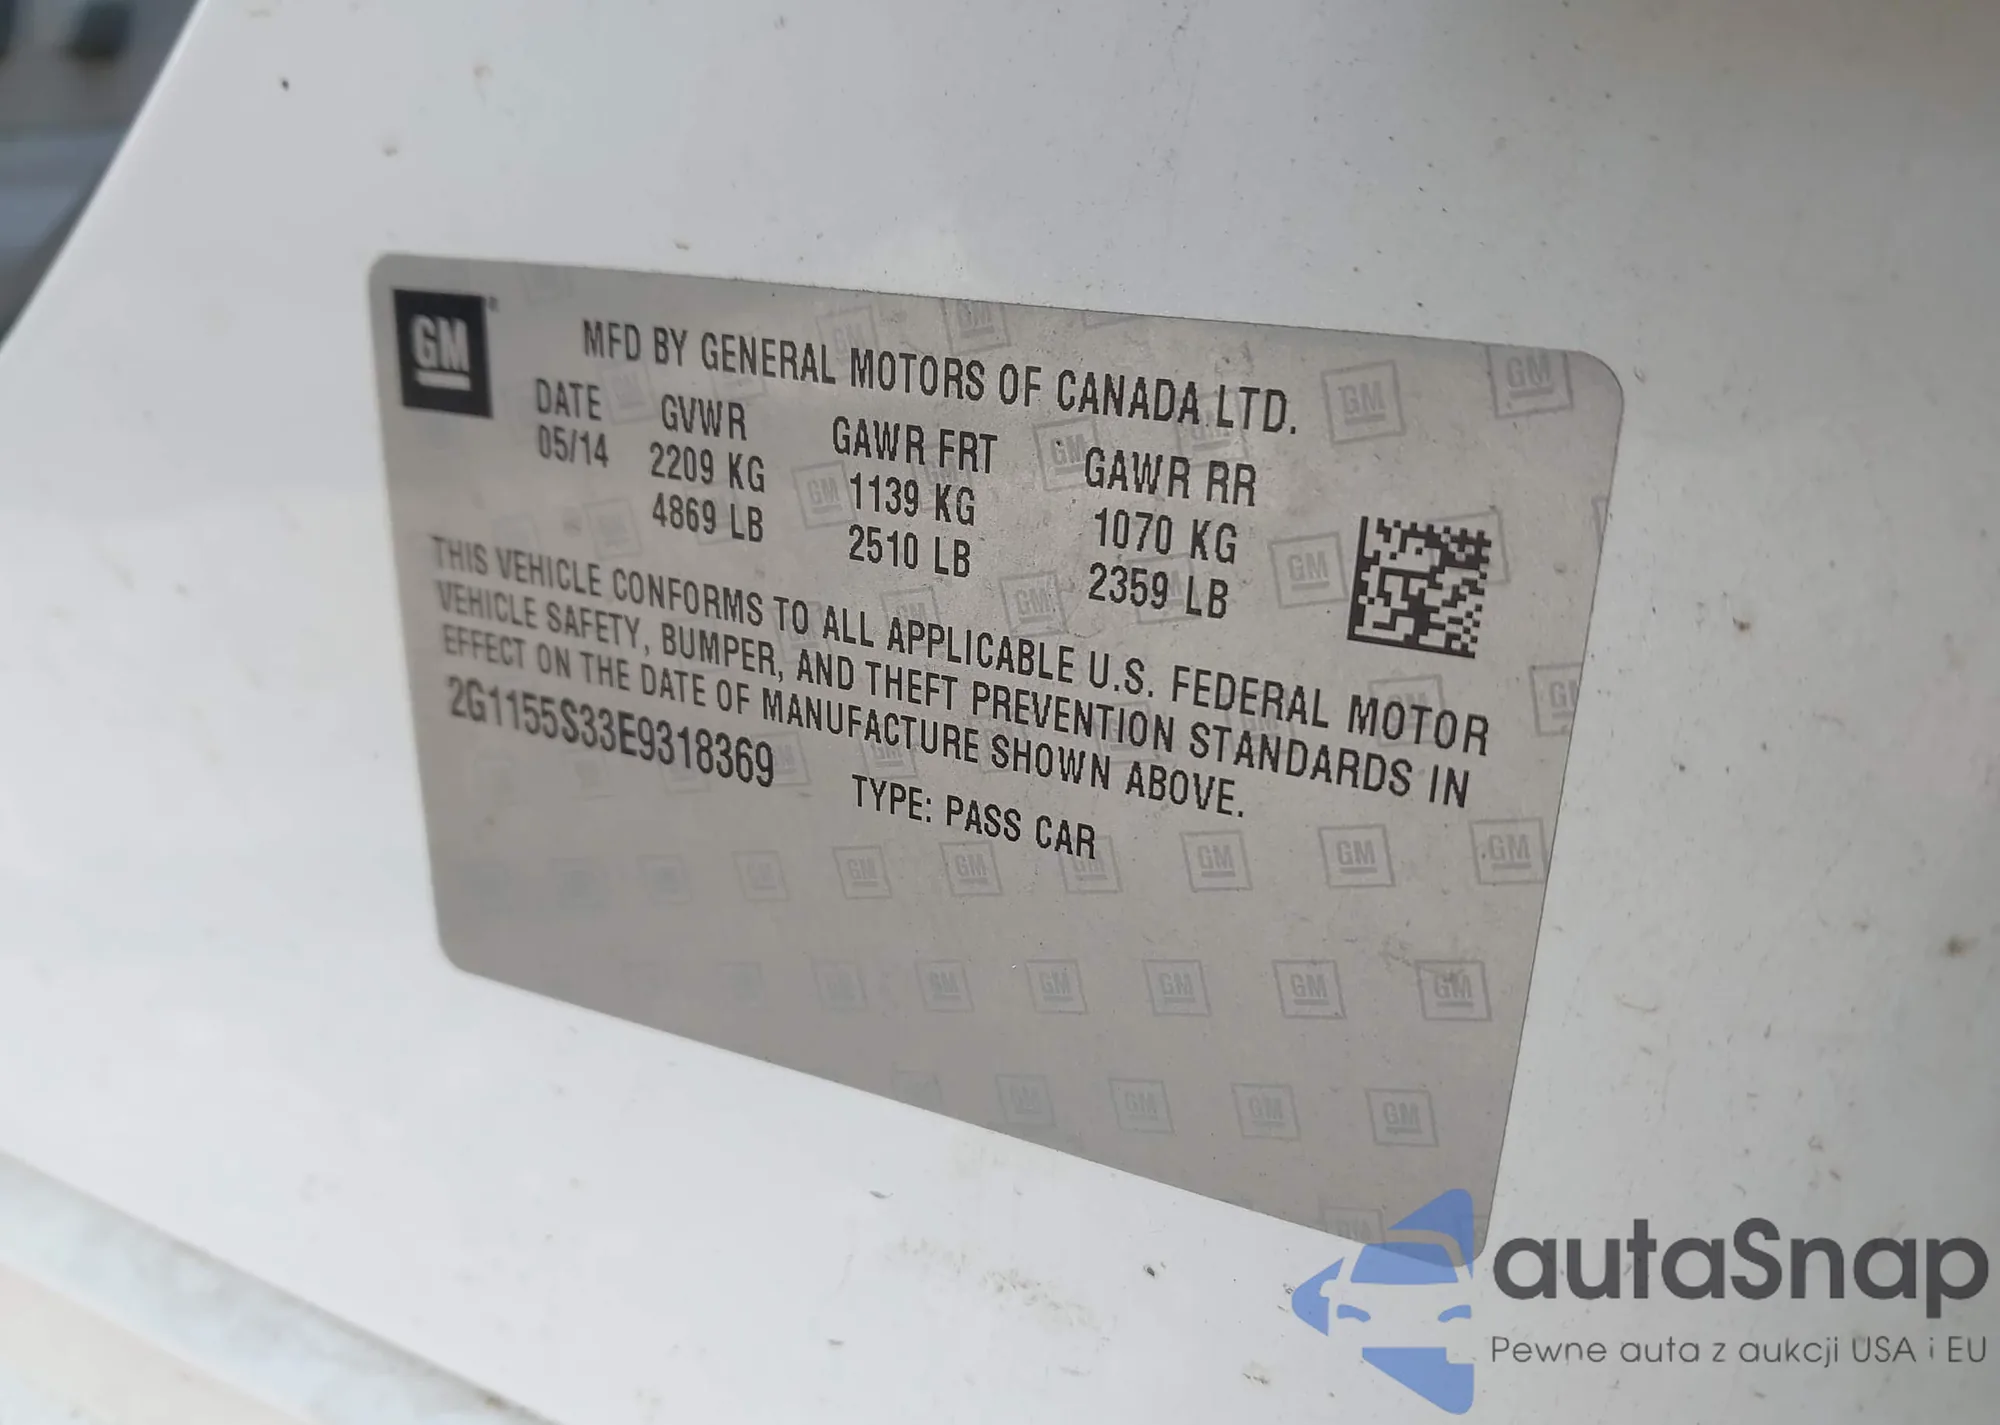 GM
MFD BY GENERAL MOTORS OF CANADA LTD.
DATE GVWR GAWR FRT GAWR RR
05/14 2209 KG 1139 KG 1070 KG
4869 LB 2510 LB 2359 LB
THIS VEHICLE CONFORMS TO ALL APPLICABLE U.S. FEDERAL MOTOR
VEHICLE SAFETY, BUMPER, AND THEFT PREVENTION STANDARDS IN
EFFECT ON THE DATE OF MANUFACTURE SHOWN ABOVE.
2G1155S33E9318369 TYPE: PASS CAR
autaSnap
Pewne auta z aukcji USA i EU